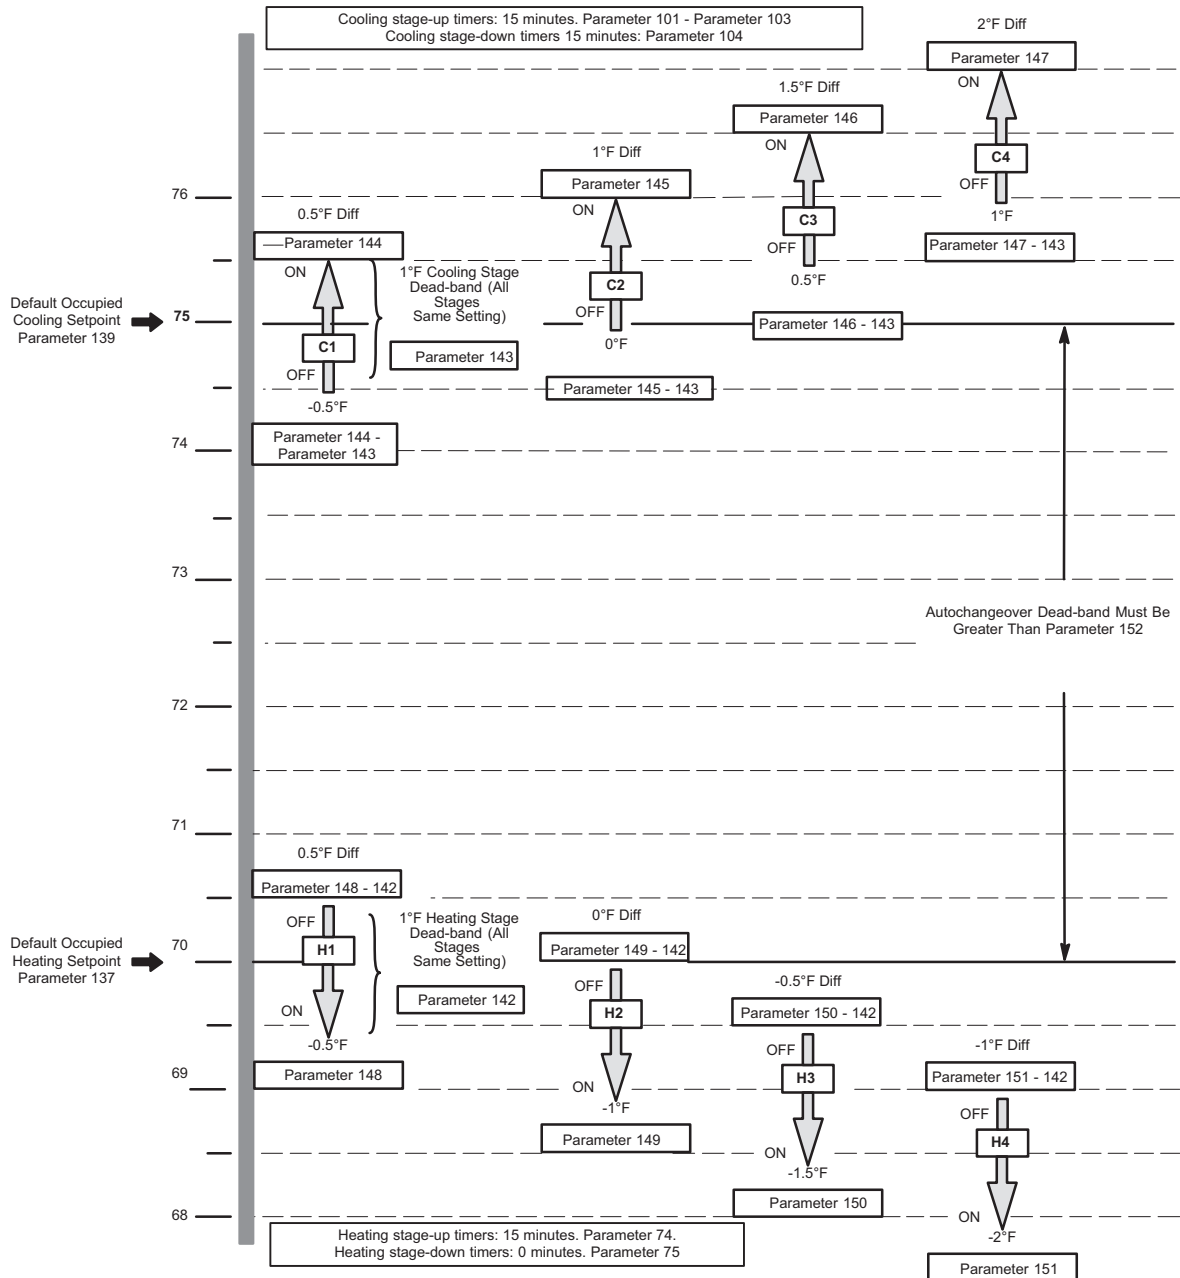 Cooling stage-up timers: 15 minutes. Parameter 101 - Parameter 103
Cooling stage-down timers 15 minutes: Parameter 104
2°F Diff
Parameter 147
ON
C4
OFF
1°F
Parameter 147 - 143
1.5°F Diff
Parameter 146
ON
C3
OFF
0.5°F
Parameter 146 - 143
1°F Diff
Parameter 145
ON
C2
OFF
0°F
Parameter 145 - 143
76
0.5°F Diff
Parameter 144
ON
C1
OFF
-0.5°F
Parameter 144 -
Parameter 143
1°F Cooling Stage
Dead-band (All
Stages
Same Setting)
Parameter 143
Default Occupied
Cooling Setpoint
Parameter 139
75
74
73
Autochangeover Dead-band Must Be
Greater Than Parameter 152
72
71
0.5°F Diff
Parameter 148 - 142
OFF
H1
ON
-0.5°F
Parameter 148
1°F Heating Stage
Dead-band (All
Stages
Same Setting)
Parameter 142
Default Occupied
Heating Setpoint
Parameter 137
70
0°F Diff
Parameter 149 - 142
OFF
H2
ON
-1°F
Parameter 149
-0.5°F Diff
Parameter 150 - 142
OFF
H3
ON
-1.5°F
Parameter 150
-1°F Diff
Parameter 151 - 142
OFF
H4
ON
-2°F
Parameter 151
69
68
Heating stage-up timers: 15 minutes. Parameter 74.
Heating stage-down timers: 0 minutes. Parameter 75